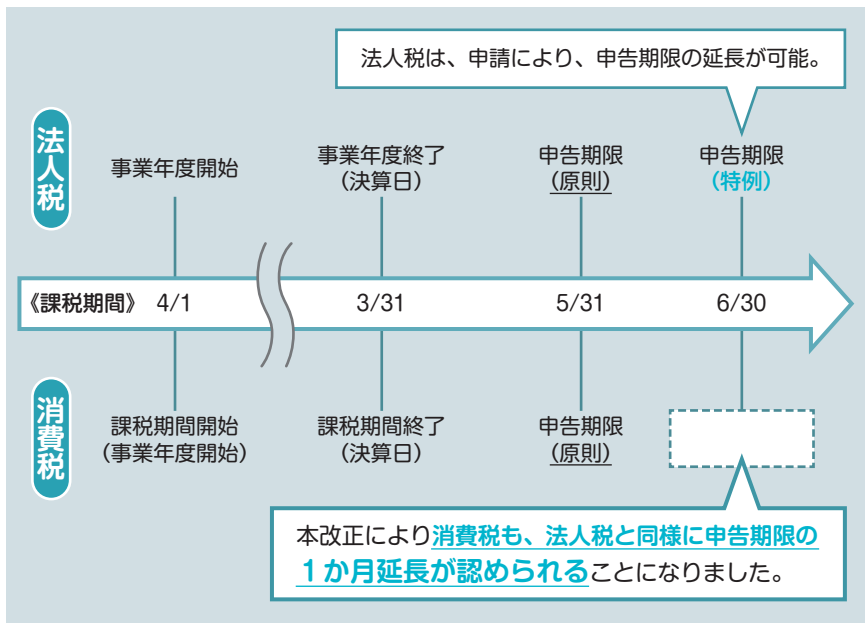 法人税は、申請により、申告期限の延長が可能。
法人税
事業年度開始
事業年度終了
(決算日)
申告期限
(原則)
申告期限
(特例)
《課税期間》 4/1 3/31 5/31 6/30
消費税
課税期間開始
(事業年度開始)
課税期間終了
(決算日)
申告期限
(原則)
本改正により消費税も、法人税と同様に申告期限の
１か月延長が認められることになりました。